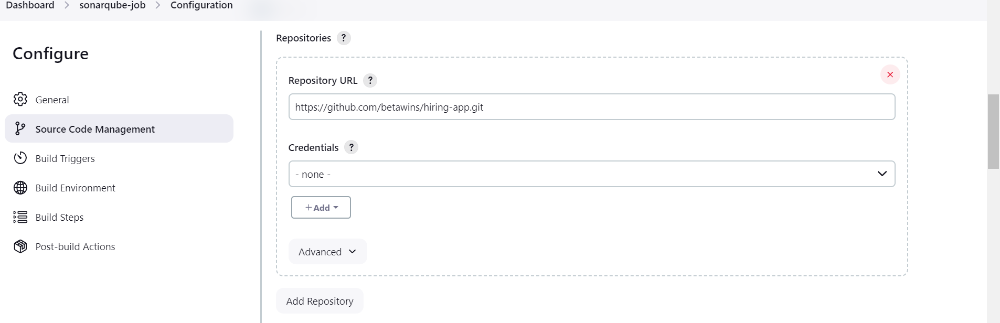 Dashboard > sonarqube-job > Configuration
Configure
General
Source Code Management
Build Triggers
Build Environment
Build Steps
Post-build Actions
Repositories ?
Repository URL ?
https://github.com/betawins/hiring-app.git
Credentials ?
- none -
+ Add
Advanced
Add Repository